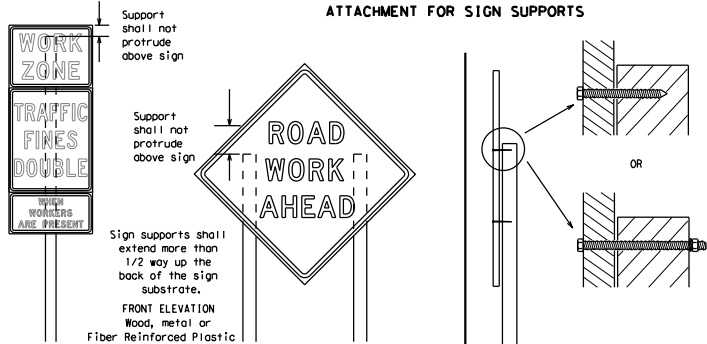 ATTACHMENT FOR SIGN SUPPORTS
Support
shall not
protrude
above sign
WORK
ZONE
TRAFFIC
FINES
DOUBLE
WHEN
WORKERS
ARE PRESENT
Support
shall not
protrude
above sign
ROAD
WORK
AHEAD
Sign supports shall
extend more than
1/2 way up the
back of the sign
substrate.
FRONT ELEVATION
Wood, metal or
Fiber Reinforced Plastic
OR